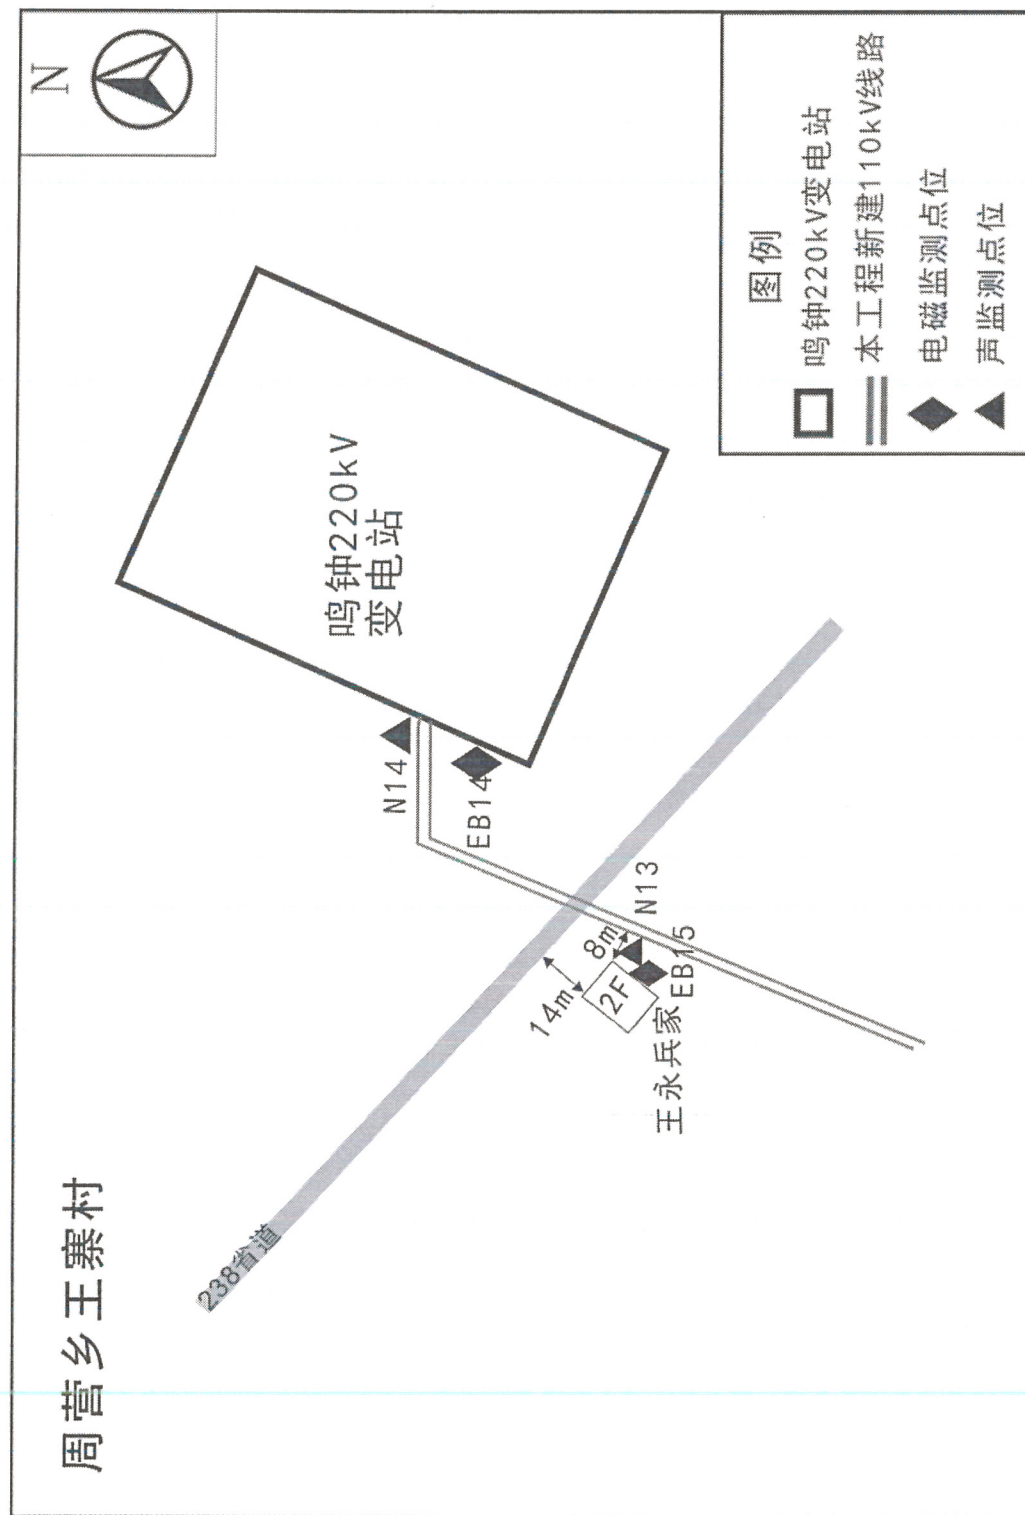 周营乡王寨村
N
238省道
鸣钟220kV
变电站
N14
EB14
N13
8m
14m
2F
EB15
王永兵家
图例
鸣钟220kV变电站
本工程新建110kV线路
电磁监测点位
声监测点位